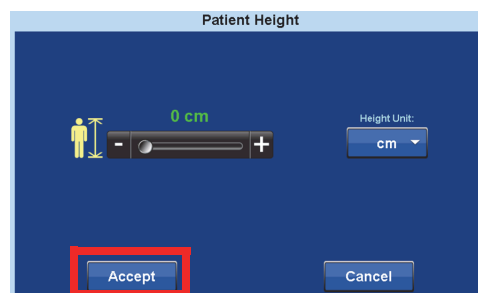 Patient Height
0 cm
Height Unit:
- +
cm
Accept Cancel